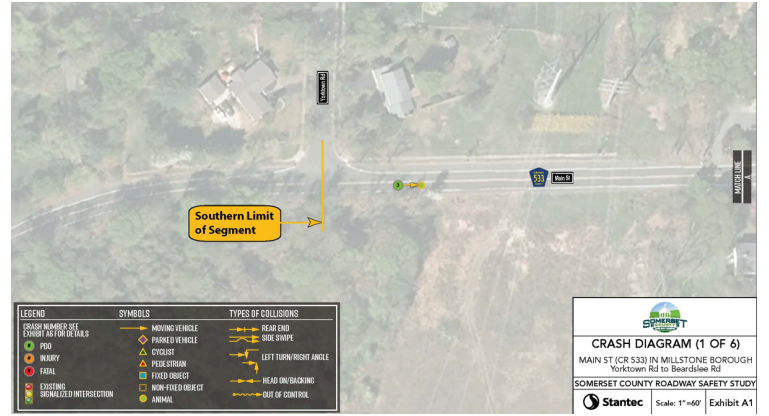 Yorktown Rd
3
COUNTY
533
Main St
MATCH LINE
A
Southern Limit
of Segment
LEGEND
CRASH NUMBER SEE
EXHIBIT A6 FOR DETAILS
# PDO
# INJURY
# FATAL
EXISTING
SIGNALIZED INTERSECTION
SYMBOLS
MOVING VEHICLE
PARKED VEHICLE
CYCLIST
PEDESTRIAN
FIXED OBJECT
NON-FIXED OBJECT
ANIMAL
TYPES OF COLLISIONS
REAR END
SIDE SWIPE
LEFT TURN/RIGHT ANGLE
HEAD ON/BACKING
OUT OF CONTROL
SOMERSET
CRASH DIAGRAM (1 OF 6)
MAIN ST (CR 533) IN MILLSTONE BOROUGH
Yorktown Rd to Beardslee Rd
SOMERSET COUNTY ROADWAY SAFETY STUDY
Stantec
Scale: 1"=60'
Exhibit A1